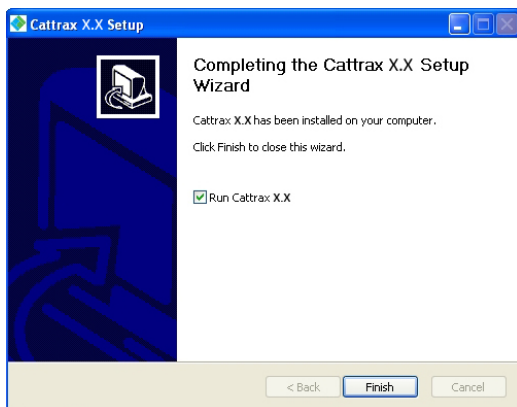 Cattrax X.X Setup
Completing the Cattrax X.X Setup
Wizard
Cattrax X.X has been installed on your computer.
Click Finish to close this wizard.
Run Cattrax X.X
< Back
Finish
Cancel